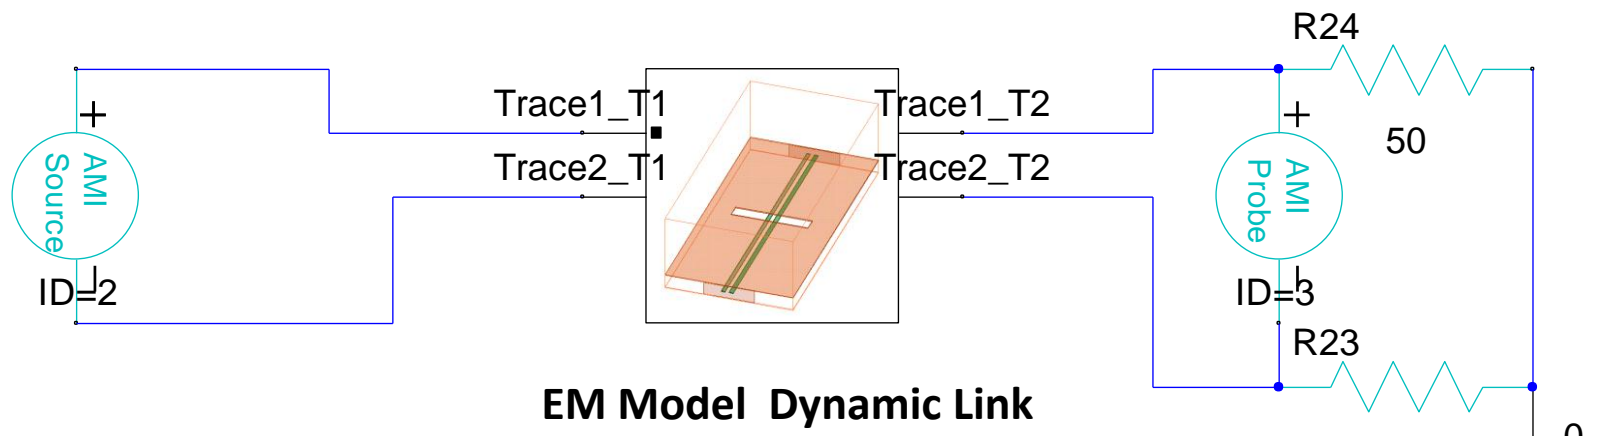 R24
Trace1_T1
Trace1_T2
+
+
50
AMI
Source
Trace2_T1
Trace2_T2
AMI
Probe
ID=2
ID=3
R23
EM Model Dynamic Link